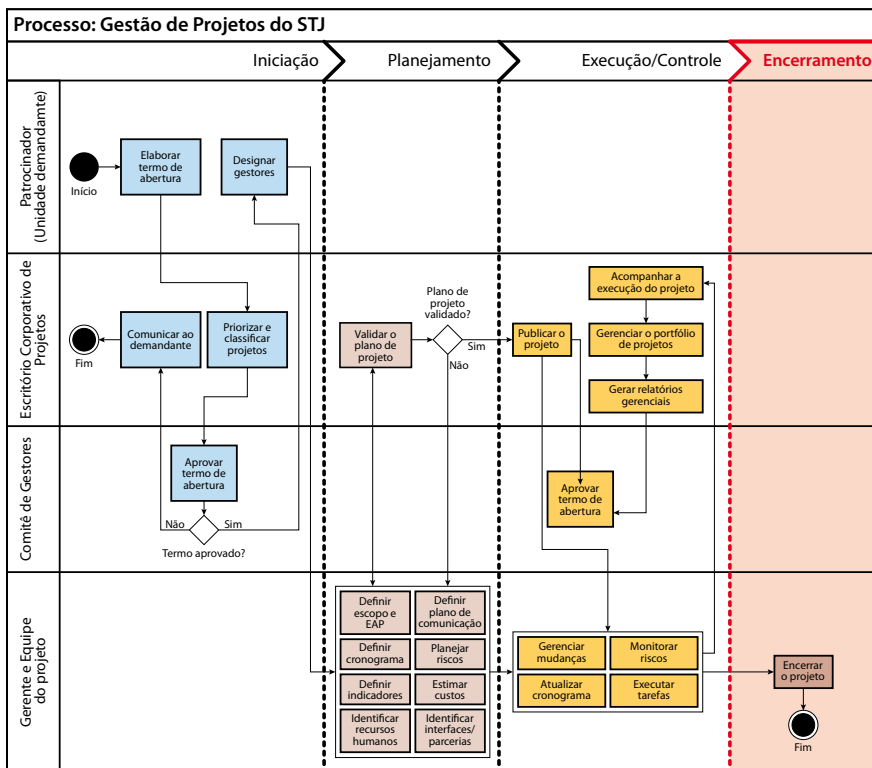 Processo: Gestão de Projetos do STJ
Iniciação
Planejamento
Execução/Controle
Encerramento
Patrocinador
(Unidade demandamte)
Início
Elaborar
termo de
abertura
Designar
gestores
Escritório Corporativo de
Projetos
Fim
Comunicar ao
demandante
Priorizar e
classificar
projetos
Validar o
plano de
projeto
Plano de
projeto
validado?
Sim
Não
Publicar o
projeto
Acompanhar a
execução do projeto
Gerenciar o portfólio
de projetos
Gerar relatórios
gerenciais
Comitê de Gestores
Aprovar
termo de
abertura
Não
Sim
Termo aprovado?
Aprovar
termo de
abertura
Gerente e Equipe
do projeto
Definir
escopo e
EAP
Definir
plano de
comunicação
Definir
cronograma
Planejar
riscos
Definir
indicadores
Estimar
custos
Identificar
recursos
humanos
Identificar
interfaces/
parcerias
Gerenciar
mudanças
Monitorar
riscos
Atualizar
cronograma
Executar
tarefas
Encerrar
o projeto
Fim